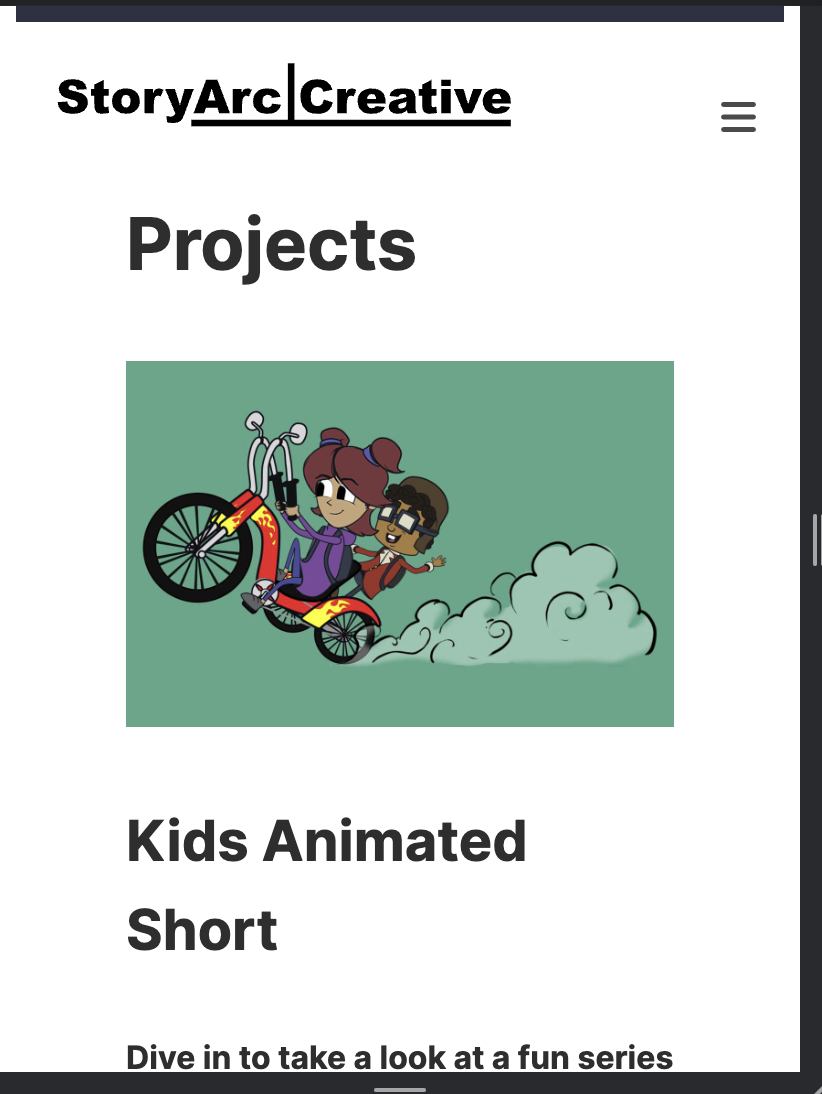 StoryArc|Creative
Projects
Kids Animated
Short
Dive in to take a look at a fun series